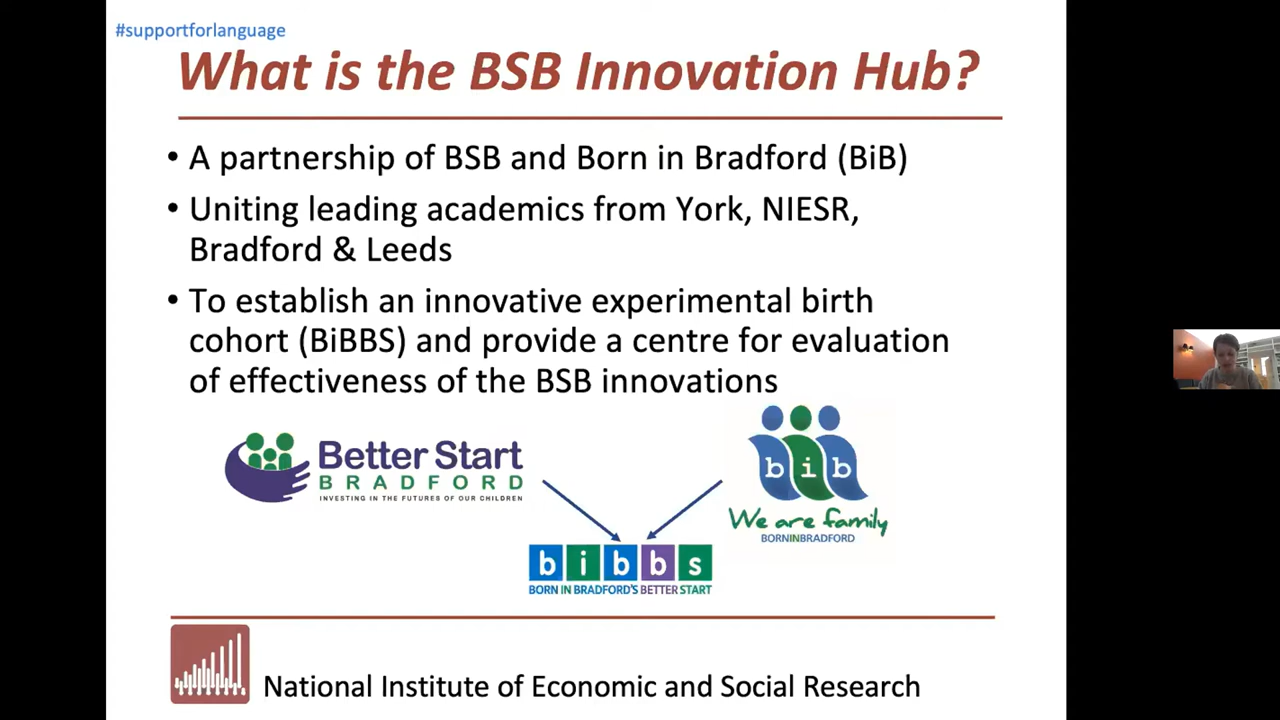 #supportforlanguage
What is the BSB Innovation Hub?
• A partnership of BSB and Born in Bradford (BiB)
• Uniting leading academics from York, NIESR,
Bradford & Leeds
• To establish an innovative experimental birth
cohort (BiBBS) and provide a centre for evaluation
of effectiveness of the BSB innovations
Better Start
BRADFORD
INVESTING IN THE FUTURES OF OUR CHILDREN
bib
We are family
BORNINBRADFORD
bibbs
BORN IN BRADFORD'S BETTER START
National Institute of Economic and Social Research